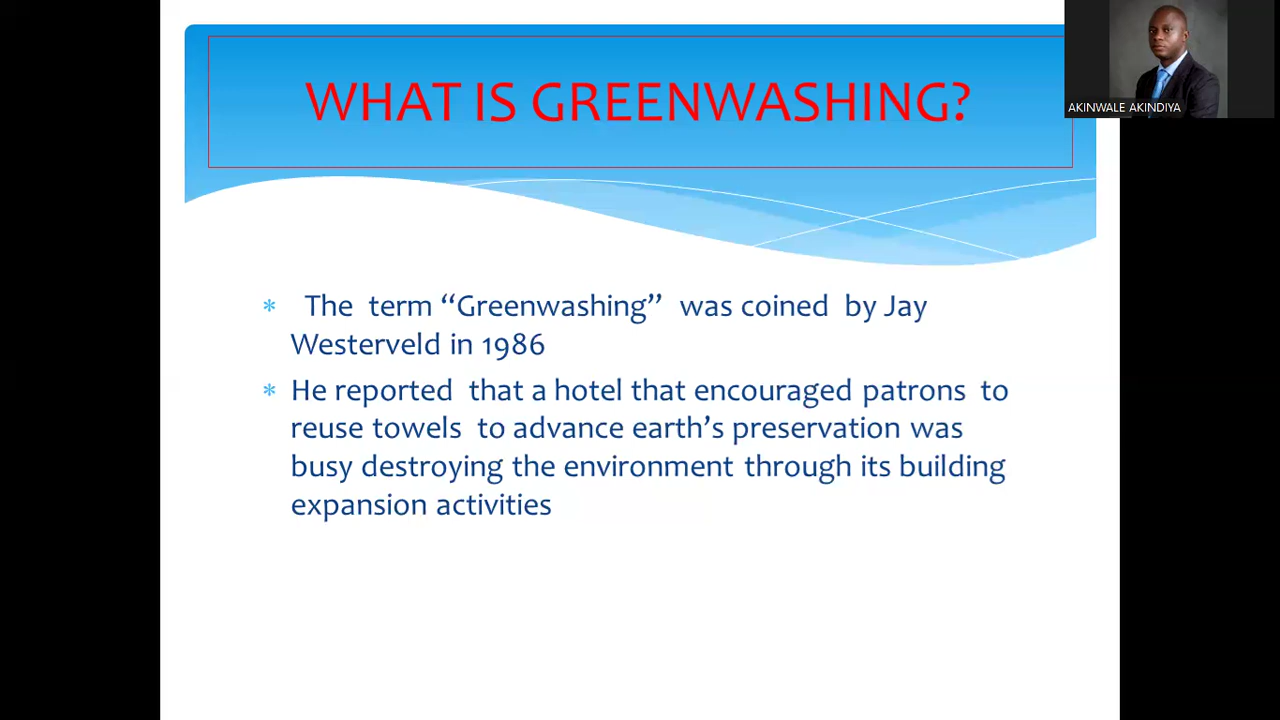 WHAT IS GREENWASHING?
AKINWALE AKINDIYA
* The term “Greenwashing” was coined by Jay
Westerveld in 1986
* He reported that a hotel that encouraged patrons to
reuse towels to advance earth’s preservation was
busy destroying the environment through its building
expansion activities